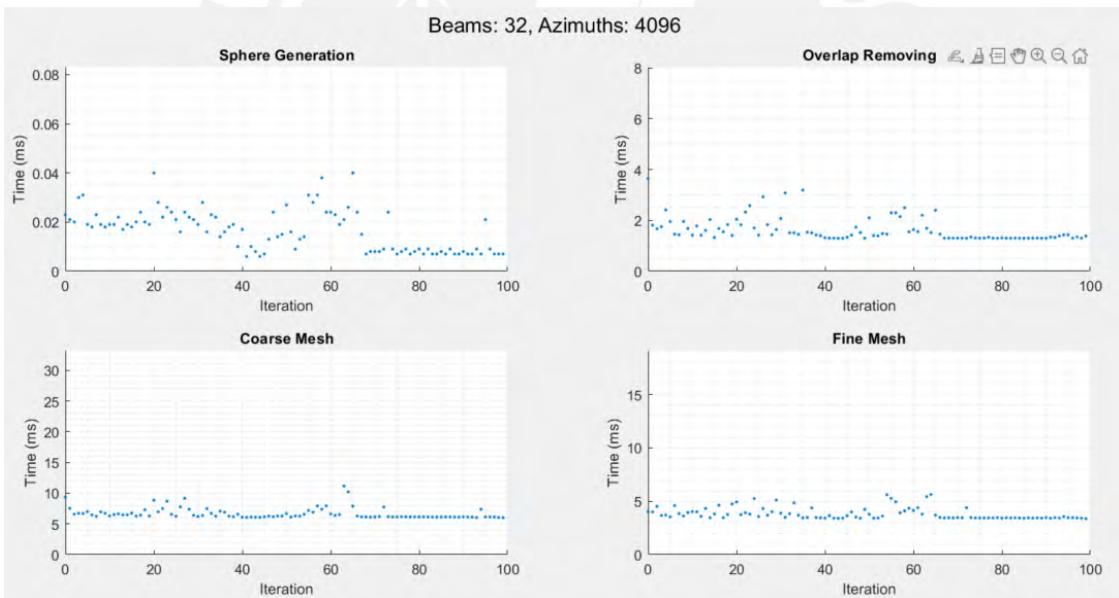 Beams: 32, Azimuths: 4096
Sphere Generation
0.08
0.06
0.04
0.02
0
Time (ms)
0 20 40 60 80 100
Iteration
Overlap Removing
8
6
4
2
0
Time (ms)
0 20 40 60 80 100
Iteration
Coarse Mesh
30
25
20
15
10
5
0
Time (ms)
0 20 40 60 80 100
Iteration
Fine Mesh
15
10
5
0
Time (ms)
0 20 40 60 80 100
Iteration